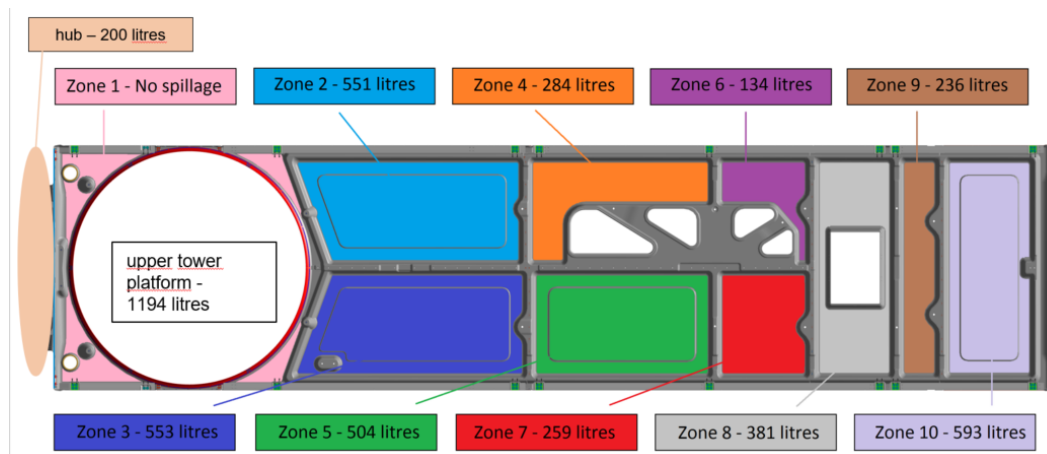 hub – 200 litres
Zone 1 - No spillage
Zone 2 - 551 litres
Zone 4 - 284 litres
Zone 6 - 134 litres
Zone 9 - 236 litres
upper tower
platform -
1194 litres
Zone 3 - 553 litres
Zone 5 - 504 litres
Zone 7 - 259 litres
Zone 8 - 381 litres
Zone 10 - 593 litres